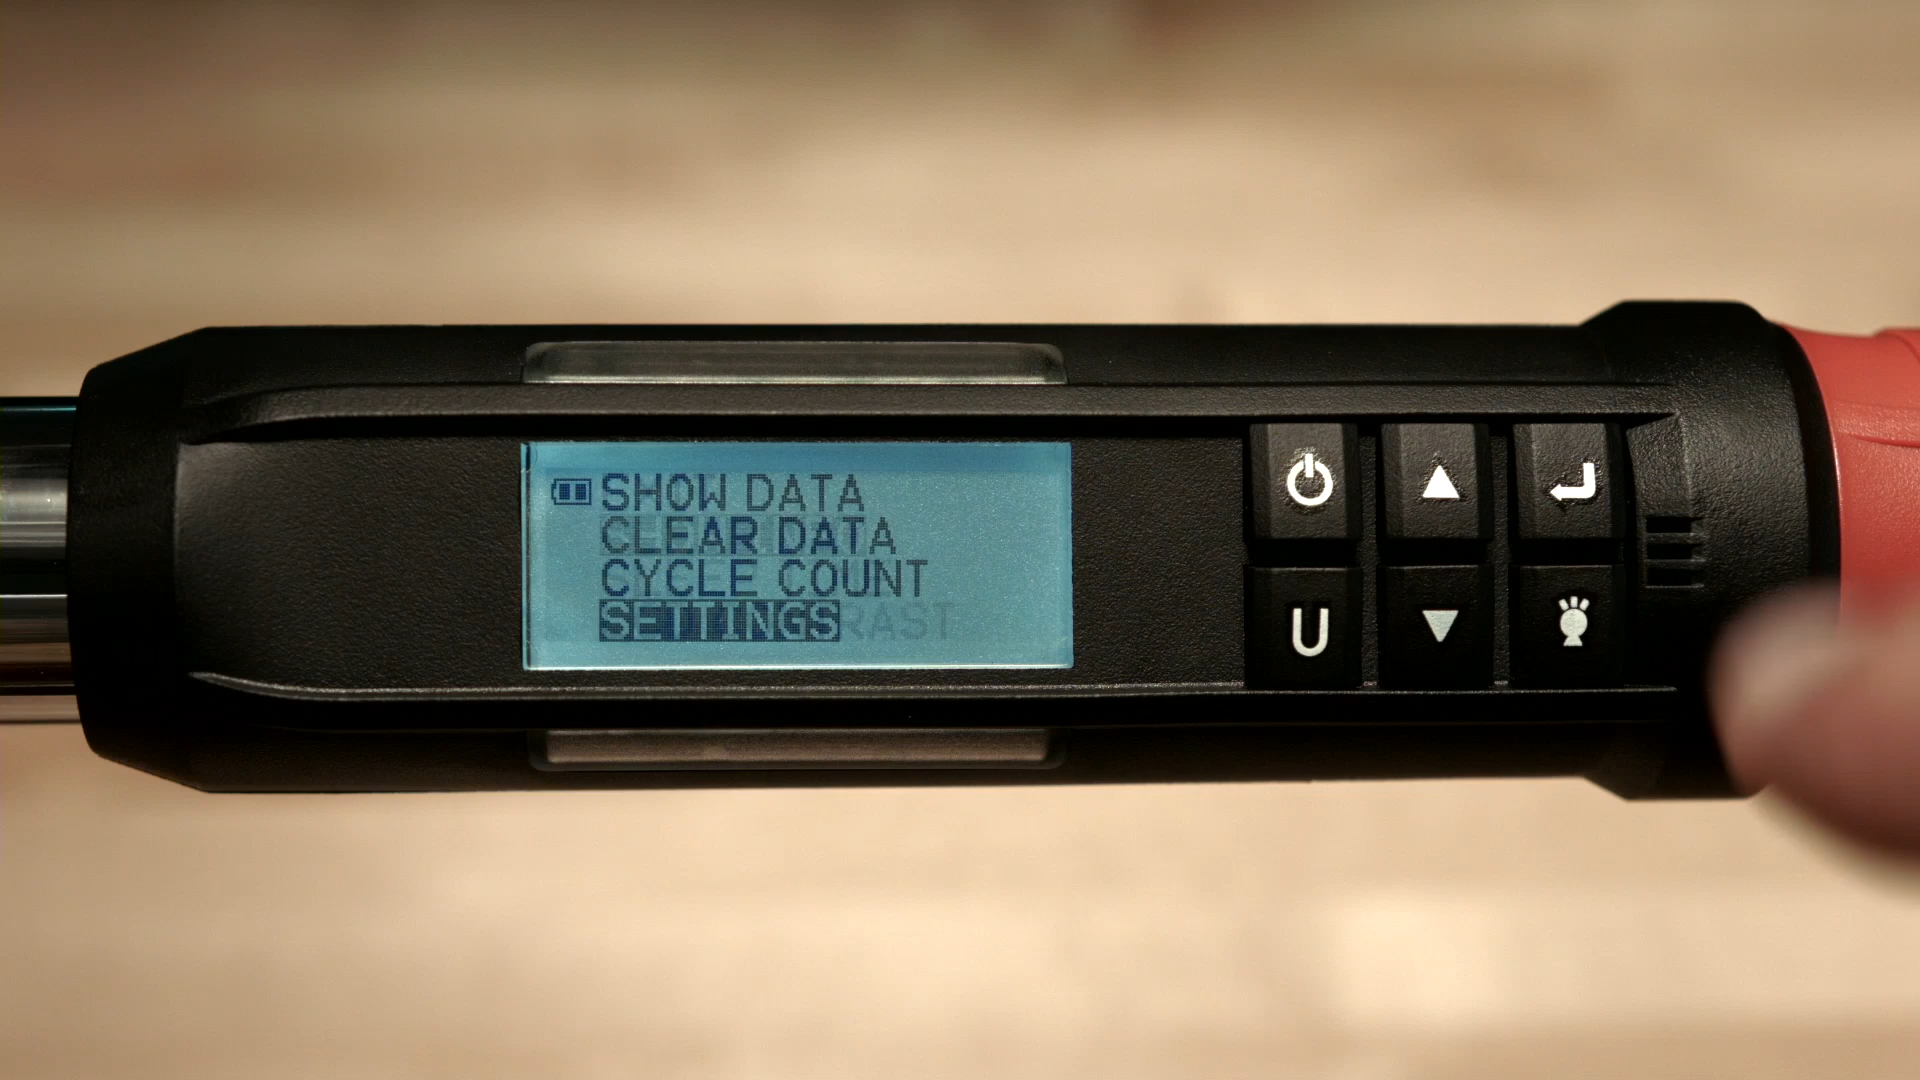 SHOW DATA
CLEAR DATA
CYCLE COUNT
SETTINGS
U